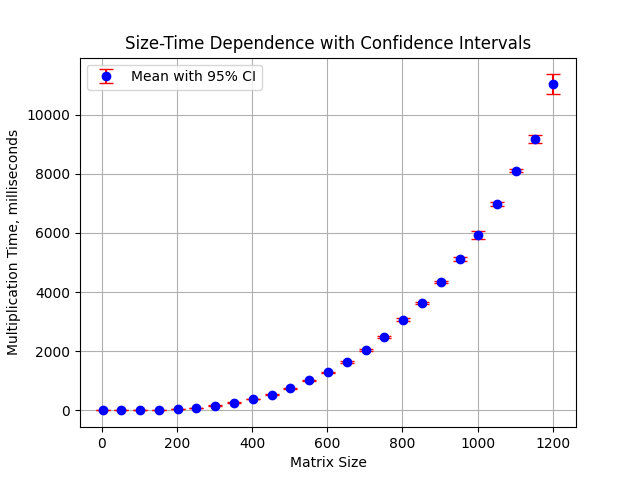 Size-Time Dependence with Confidence Intervals
Mean with 95% CI
Multiplication Time, milliseconds
10000
8000
6000
4000
2000
0
0 200 400 600 800 1000 1200
Matrix Size